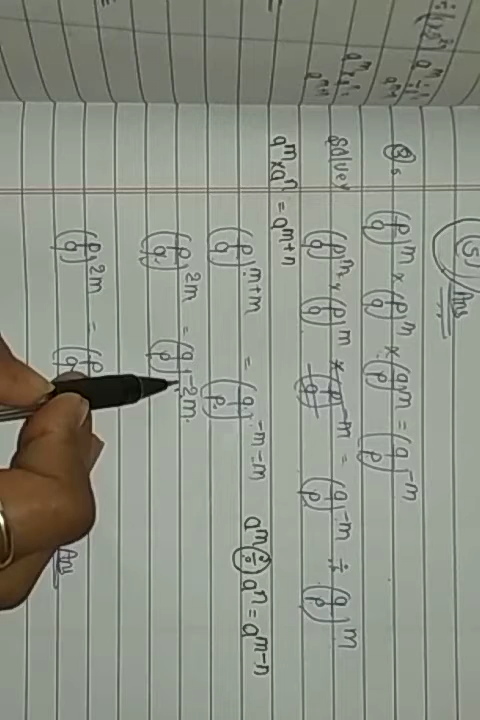 (5) Ans
Q5 (p/q)^m × (p/q)^m × (q/p)^m = (q/p)^-m
Solve,
(p/q)^m × (p/q)^m × (p/q)^-m = (q/p)^-m ÷ (q/p)^m
a^m × a^n = a^m+n
(p/q)^m+m = (q/p)^-m-m a^m ÷ a^n = a^m-n
(p/q)^2m = (q/p)^-2m.
(p/q)^2m = (p Ans